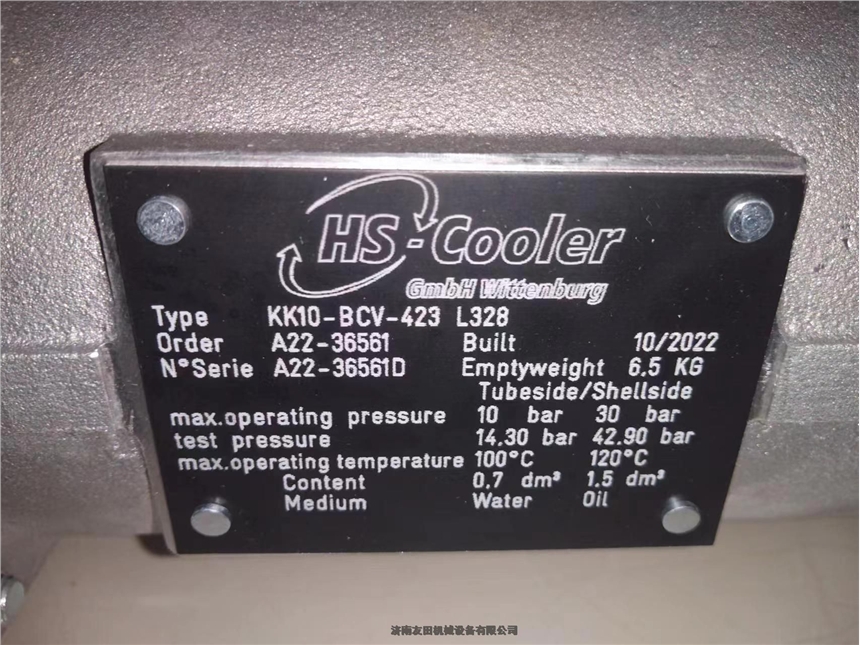 HS-Cooler
GmbH Wittenburg
Type KK10-BCV-423 L328
Order A22-36561 Built 10/2022
N°Serie A22-36561D Emptyweight 6,5 KG
Tubeside/Shellside
max.operating pressure 10 bar 30 bar
test pressure 14.30 bar 42.90 bar
max.operating temperature 100°C 120°C
Content 0,7 dm³ 1.5 dm³
Medium Water Oil
济南友田机械设备有限公司